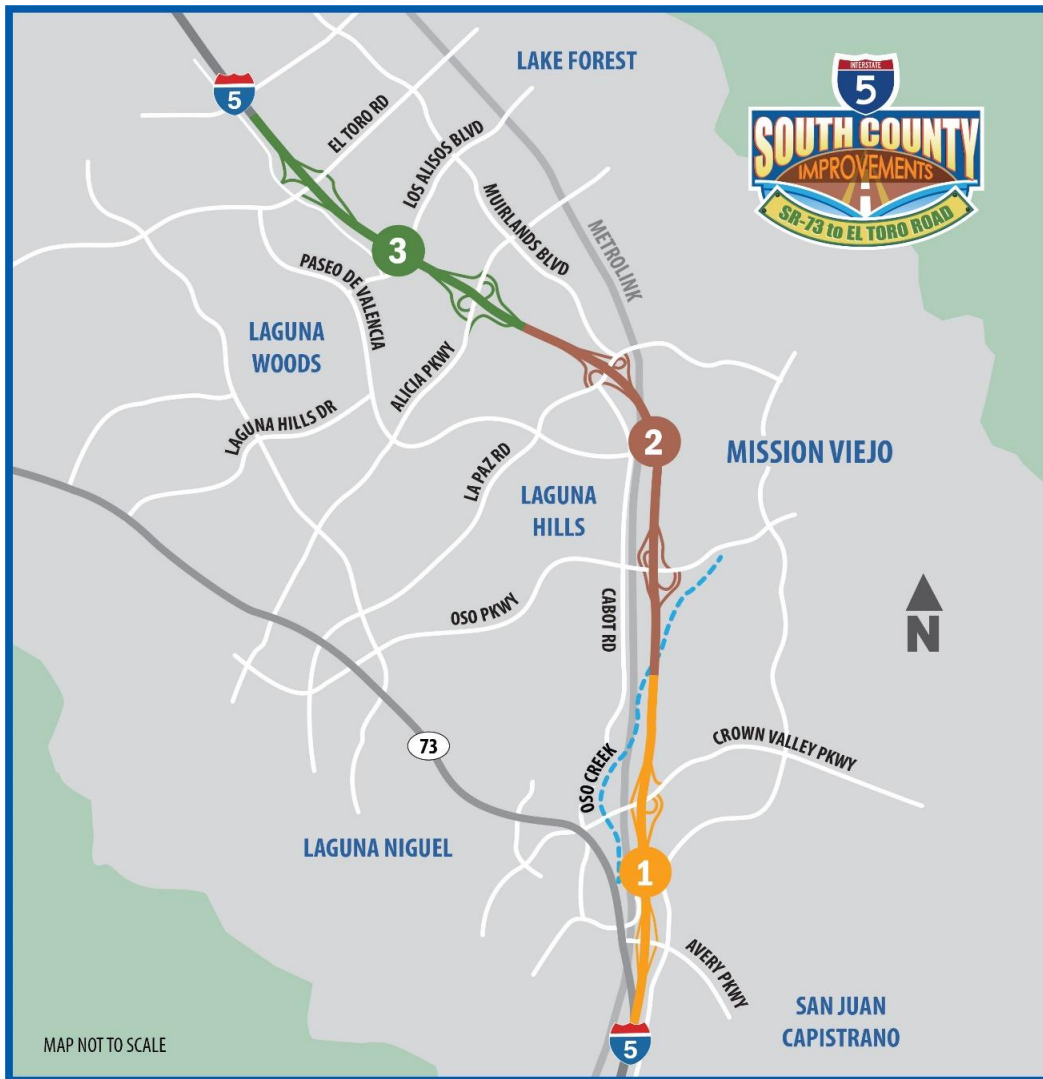 LAKE FOREST
INTERSTATE
5
SOUTH COUNTY
IMPROVEMENTS
SR-73 to EL TORO ROAD
5
EL TORO RD
LOS ALISOS BLVD
MUIRLANDS BLVD
METROLINK
3
PASEO DE VALENCIA
LAGUNA
WOODS
ALICIA PKWY
LAGUNA HILLS DR
2
MISSION VIEJO
LA PAZ RD
LAGUNA
HILLS
CABOT RD
OSO PKWY
N
CROWN VALLEY PKWY
73
OSO CREEK
LAGUNA NIGUEL
1
AVERY PKWY
SAN JUAN
CAPISTRANO
5
MAP NOT TO SCALE